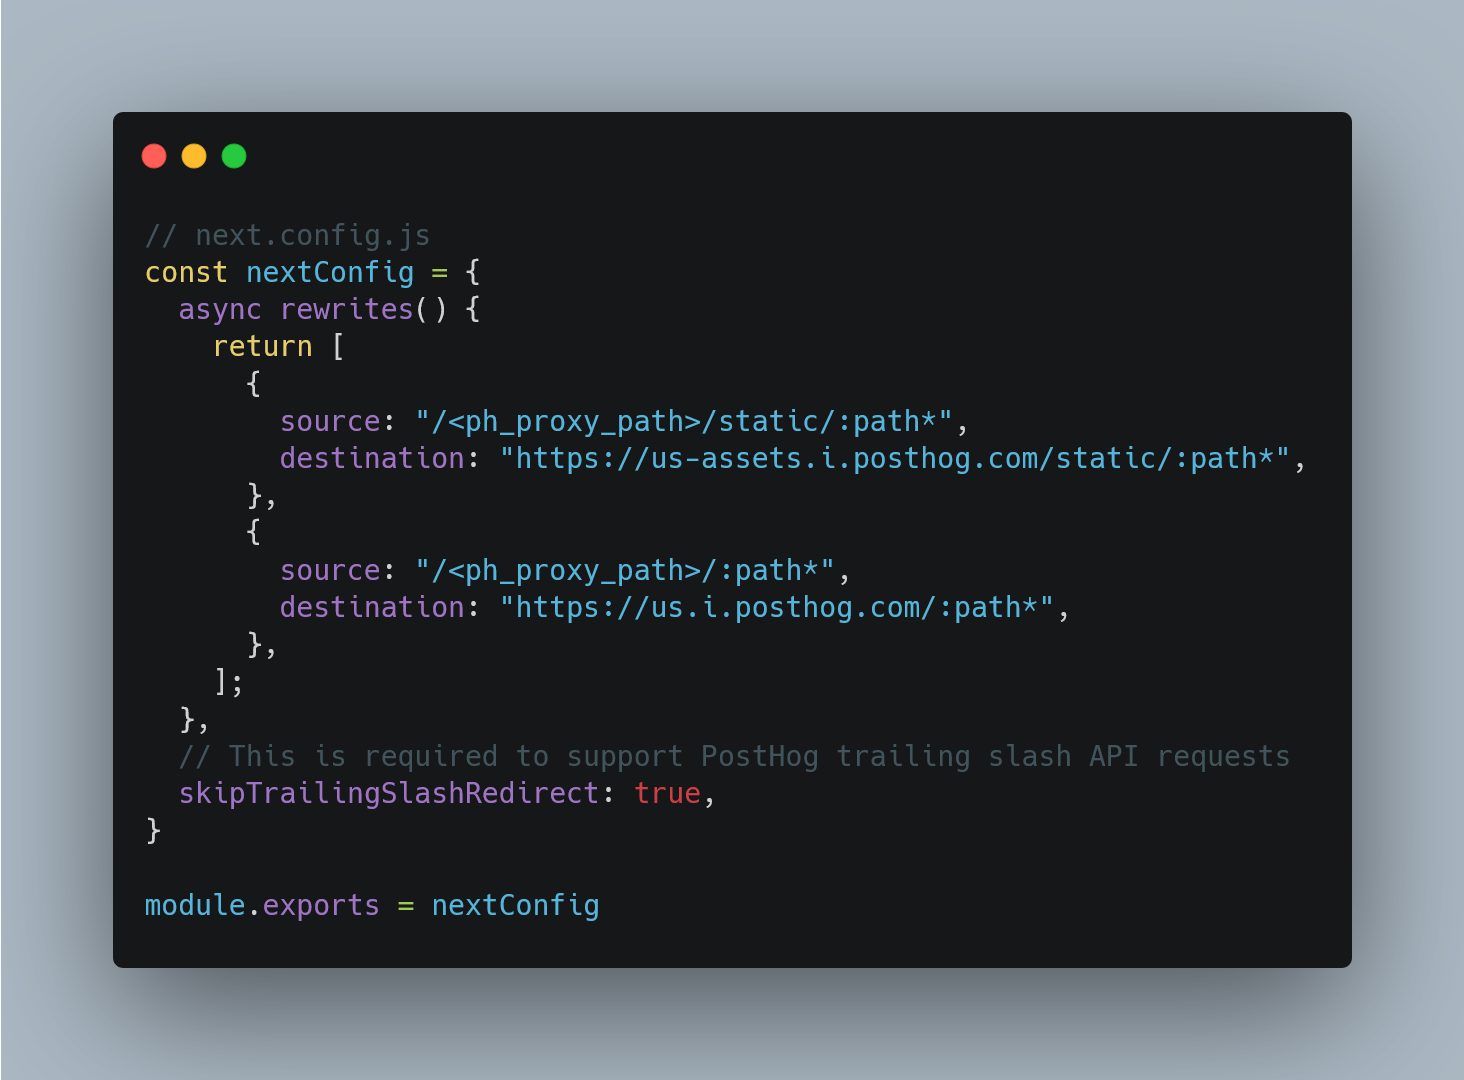 // next.config.js
const nextConfig = {
  async rewrites() {
    return [
      {
        source: "/<ph_proxy_path>/static/:path*",
        destination: "https://us-assets.i.posthog.com/static/:path*",
      },
      {
        source: "/<ph_proxy_path>/:path*",
        destination: "https://us.i.posthog.com/:path*",
      },
    ];
  },
  // This is required to support PostHog trailing slash API requests
  skipTrailingSlashRedirect: true,
}

module.exports = nextConfig